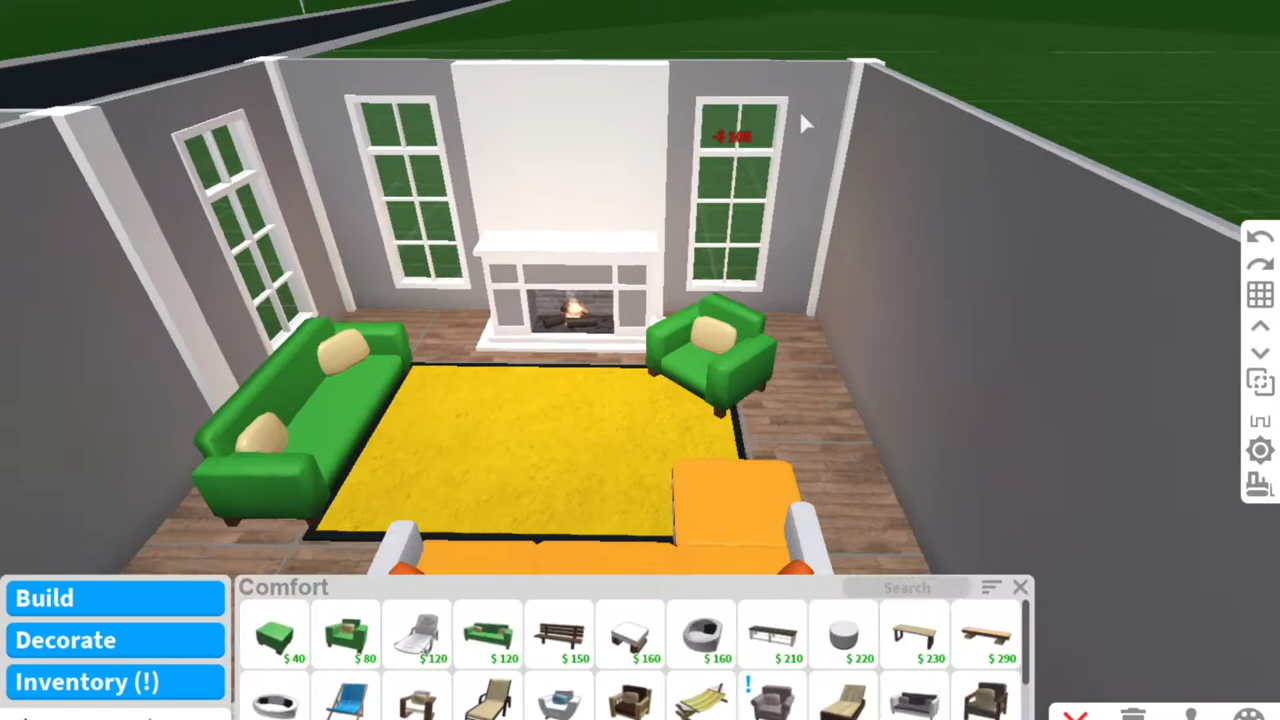 Build
Decorate
Inventory (!)
Comfort
Search
$ 40
$ 80
$ 120
$ 120
$ 150
$ 160
$ 160
$ 210
$ 220
$ 230
$ 290
!